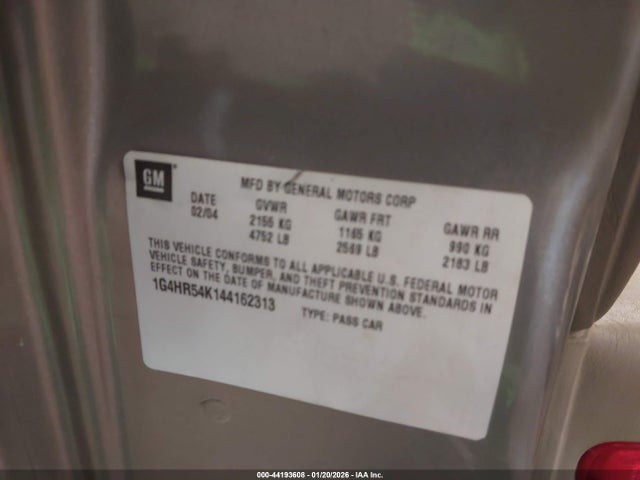 GM
MFD BY GENERAL MOTORS CORP
DATE GVWR GAWR FRT GAWR RR
02/04 2155 KG 1165 KG 990 KG
4752 LB 2569 LB 2183 LB
THIS VEHICLE CONFORMS TO ALL APPLICABLE U.S. FEDERAL MOTOR
VEHICLE SAFETY, BUMPER, AND THEFT PREVENTION STANDARDS IN
EFFECT ON THE DATE OF MANUFACTURE SHOWN ABOVE.
1G4HR54K144162313 TYPE: PASS CAR
000-44193608 - 01/20/2026 - IAA Inc.